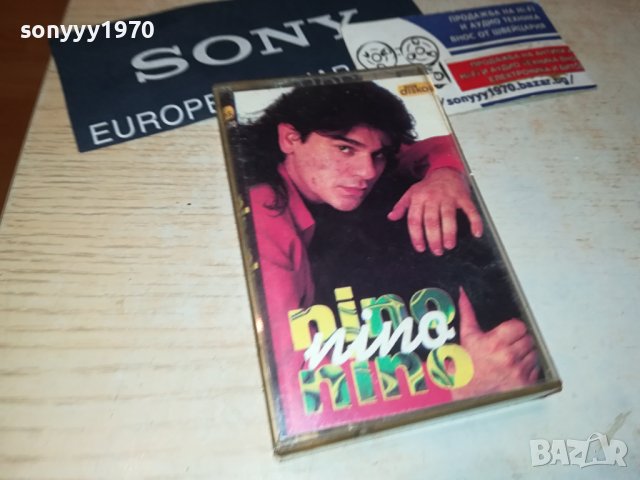 sonyyy1970
SONY
EUROPE
ПРОДАЖБА НА HI-FI
И АУДИО ТЕХНИКА
ВНОС ОТ ШВЕЙЦАРИЯ
/sonyyy1970.bazar.bg/
diskos
nino
nino
nino
BAZAR